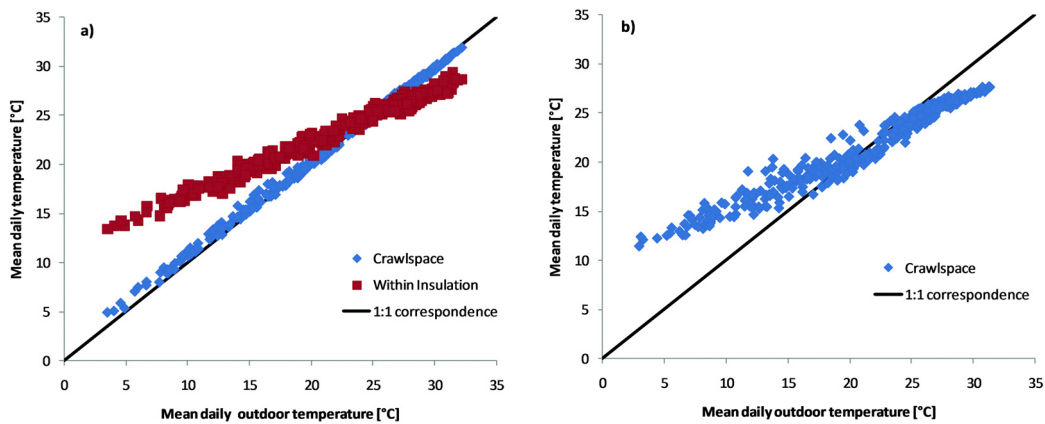 a)
Mean daily temperature [°C]
35
30
25
20
15
10
5
0
Crawlspace
Within Insulation
1:1 correspondence
0 5 10 15 20 25 30 35
Mean daily outdoor temperature [°C]
b)
Mean daily temperature [°C]
35
30
25
20
15
10
5
0
Crawlspace
1:1 correspondence
0 5 10 15 20 25 30 35
Mean daily outdoor temperature [°C]